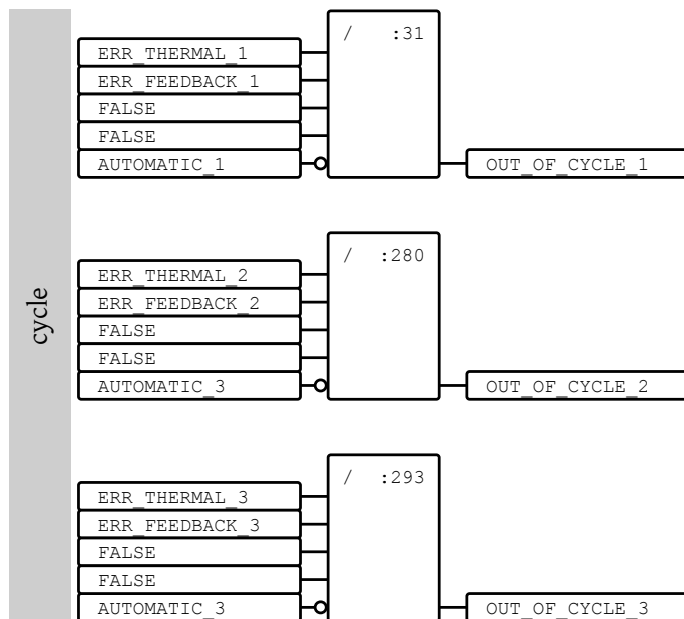 cycle
/ :31
ERR_THERMAL_1
ERR_FEEDBACK_1
FALSE
FALSE
AUTOMATIC_1
OUT_OF_CYCLE_1
/ :280
ERR_THERMAL_2
ERR_FEEDBACK_2
FALSE
FALSE
AUTOMATIC_3
OUT_OF_CYCLE_2
/ :293
ERR_THERMAL_3
ERR_FEEDBACK_3
FALSE
FALSE
AUTOMATIC_3
OUT_OF_CYCLE_3